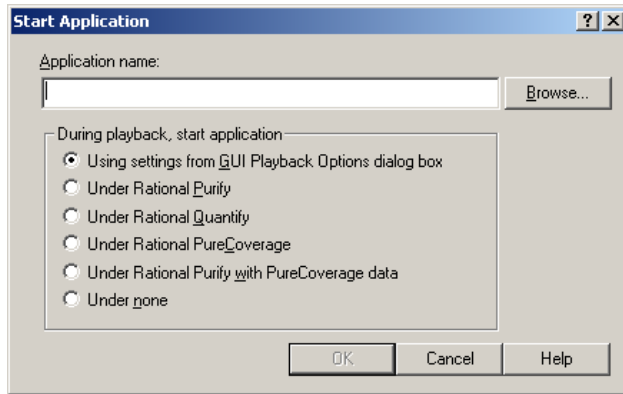 Start Application
Application name:
Browse...
During playback, start application
Using settings from GUI Playback Options dialog box
Under Rational Purify
Under Rational Quantify
Under Rational PureCoverage
Under Rational Purify with PureCoverage data
Under none
OK Cancel Help